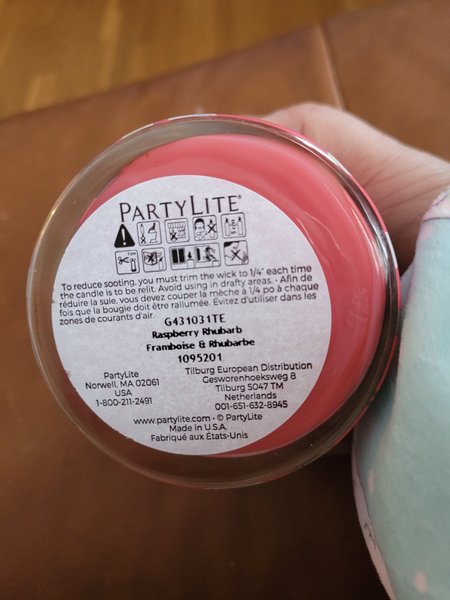 PARTYLITE®
To reduce sooting, you must trim the wick to 1/4" each time
the candle is to be relit. Avoid using in drafty areas. • Afin de
réduire la suie, vous devez couper la mèche à 1/4 po à chaque
fois que la bougie doit être rallumée. Évitez d'utiliser dans les
zones de courants d'air.
G431031TE
Raspberry Rhubarb
Framboise & Rhubarbe
1095201
PartyLite
Norwell, MA 02061
USA
1-800-211-2491
Tilburg European Distribution
Gesworenhoekseweg 8
Tilburg 5047 TM
Netherlands
001-651-632-8945
www.partylite.com • © PartyLite
Made in U.S.A.
Fabriqué aux États-Unis